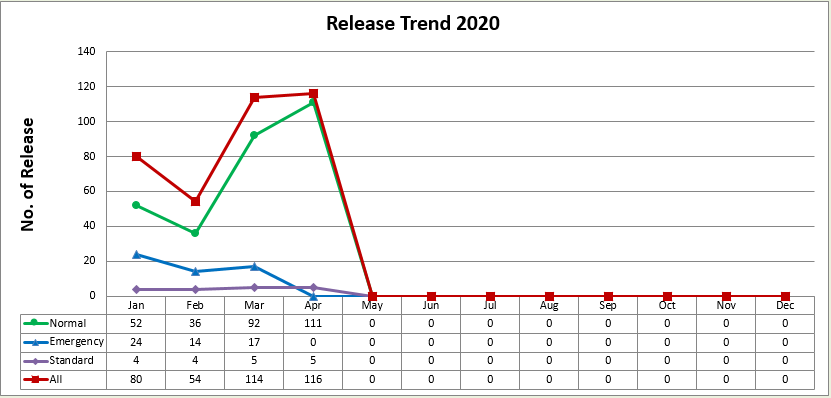 Release Trend 2020
No. of Release
140
120
100
80
60
40
20
0
Jan Feb Mar Apr May Jun Jul Aug Sep Oct Nov Dec
Normal 52 36 92 111 0 0 0 0 0 0 0 0
Emergency 24 14 17 0 0 0 0 0 0 0 0 0
Standard 4 4 5 5 0 0 0 0 0 0 0 0
All 80 54 114 116 0 0 0 0 0 0 0 0